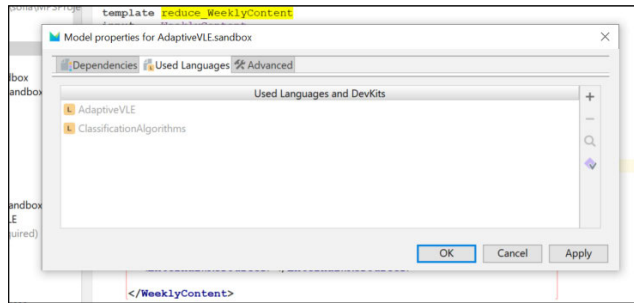 template reduce_WeeklyContent
Model properties for AdaptiveVLE.sandbox
Dependencies Used Languages Advanced
Used Languages and DevKits
L AdaptiveVLE
L ClassificationAlgorithms
andbox
andbox
LE
uired)
OK Cancel Apply
</WeeklyContent>